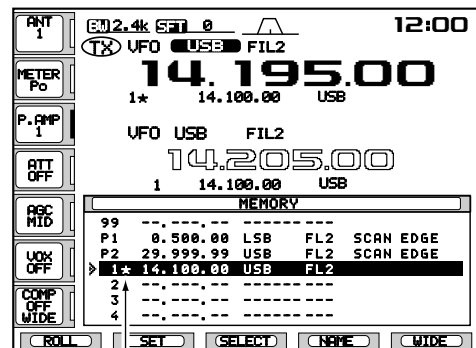 ANT 1
BW 2.4k SFT 0 12:00
TX VFO USB FIL2
METER Po
14.195.00
1★ 14.100.00 USB
P.AMP 1
VFO USB FIL2
ATT OFF
14.205.00
1 14.100.00 USB
MEMORY
AGC MID
99 --.---.-- ------ ---
P1 0.500.00 LSB FL2 SCAN EDGE
P2 29.999.99 USB FL2 SCAN EDGE
VOX OFF
1★ 14.100.00 USB FL2
2 --.---.-- ------ ---
COMP OFF WIDE
3 --.---.-- ------ ---
4 --.---.-- ------ ---
ROLL SET SELECT NAME WIDE